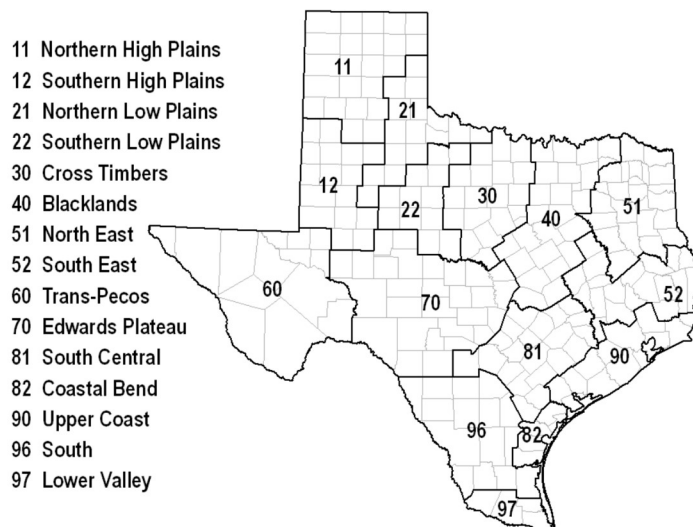 11 Northern High Plains
12 Southern High Plains
21 Northern Low Plains
22 Southern Low Plains
30 Cross Timbers
40 Blacklands
51 North East
52 South East
60 Trans-Pecos
70 Edwards Plateau
81 South Central
82 Coastal Bend
90 Upper Coast
96 South
97 Lower Valley
11
21
12
22
30
40
51
60
70
52
81
90
96
82
97